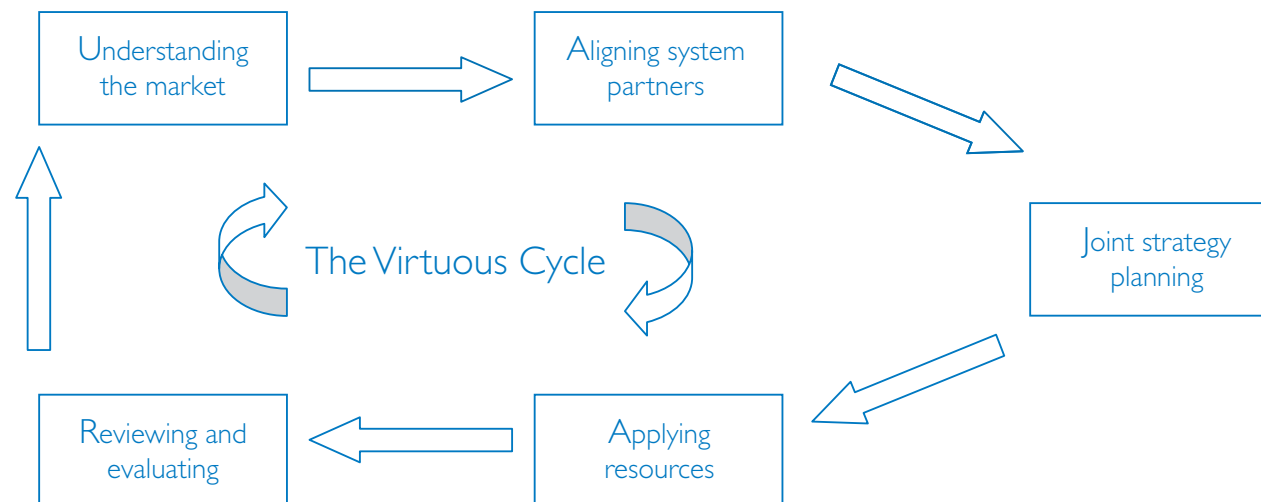 Understanding
the market
Aligning system
partners
Joint strategy
planning
The Virtuous Cycle
Reviewing and
evaluating
Applying
resources